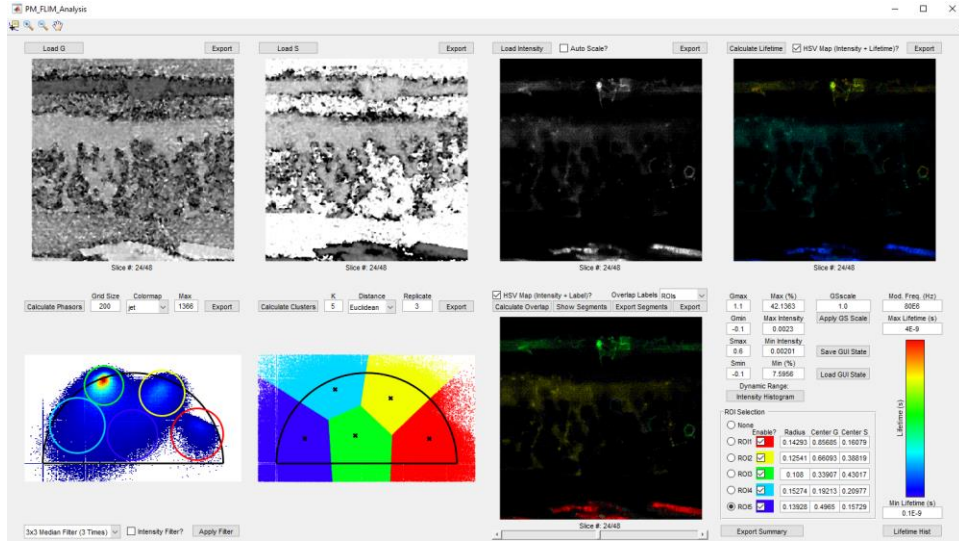 PM_FLIM_Analysis
Load G Export Load S Export Load Intensity Auto Scale? Export Calculate Lifetime HSV Map (Intensity + Lifetime)? Export
Slice #: 24/48 Slice #: 24/48 Slice #: 24/48 Slice #: 24/48
Grid Size Colormap Max
Calculate Phasors 200 jet 1366 Export
K Distance Replicate
Calculate Clusters 5 Euclidean 3 Export
HSV Map (Intensity + Label)? Overlap Labels ROIs
Calculate Overlap Show Segments Export Segments Export
Slice #: 24/48
Gmax Max (%) GSscale Mod. Freq. (Hz)
1.1 42.1363 1.0 80E6
Gmin Max Intensity Apply GS Scale Max Lifetime (s)
-0.1 0.0023 4E-9
Smax Min Intensity
0.6 0.00201 Save GUI State
Smin Min (%)
-0.1 7.5956 Load GUI State
Dynamic Range:
Intensity Histogram
ROI Selection
None
Enable? Radius Center G Center S
ROI1 0.14293 0.85685 0.16079
ROI2 0.12541 0.66093 0.38819
ROI3 0.108 0.33907 0.43017
ROI4 0.15274 0.19213 0.20977
ROI5 0.13928 0.4965 0.15729
Lifetime (s)
Min Lifetime (s)
0.1E-9
3x3 Median Filter (3 Times) Intensity Filter? Apply Filter
Export Summary Lifetime Hist